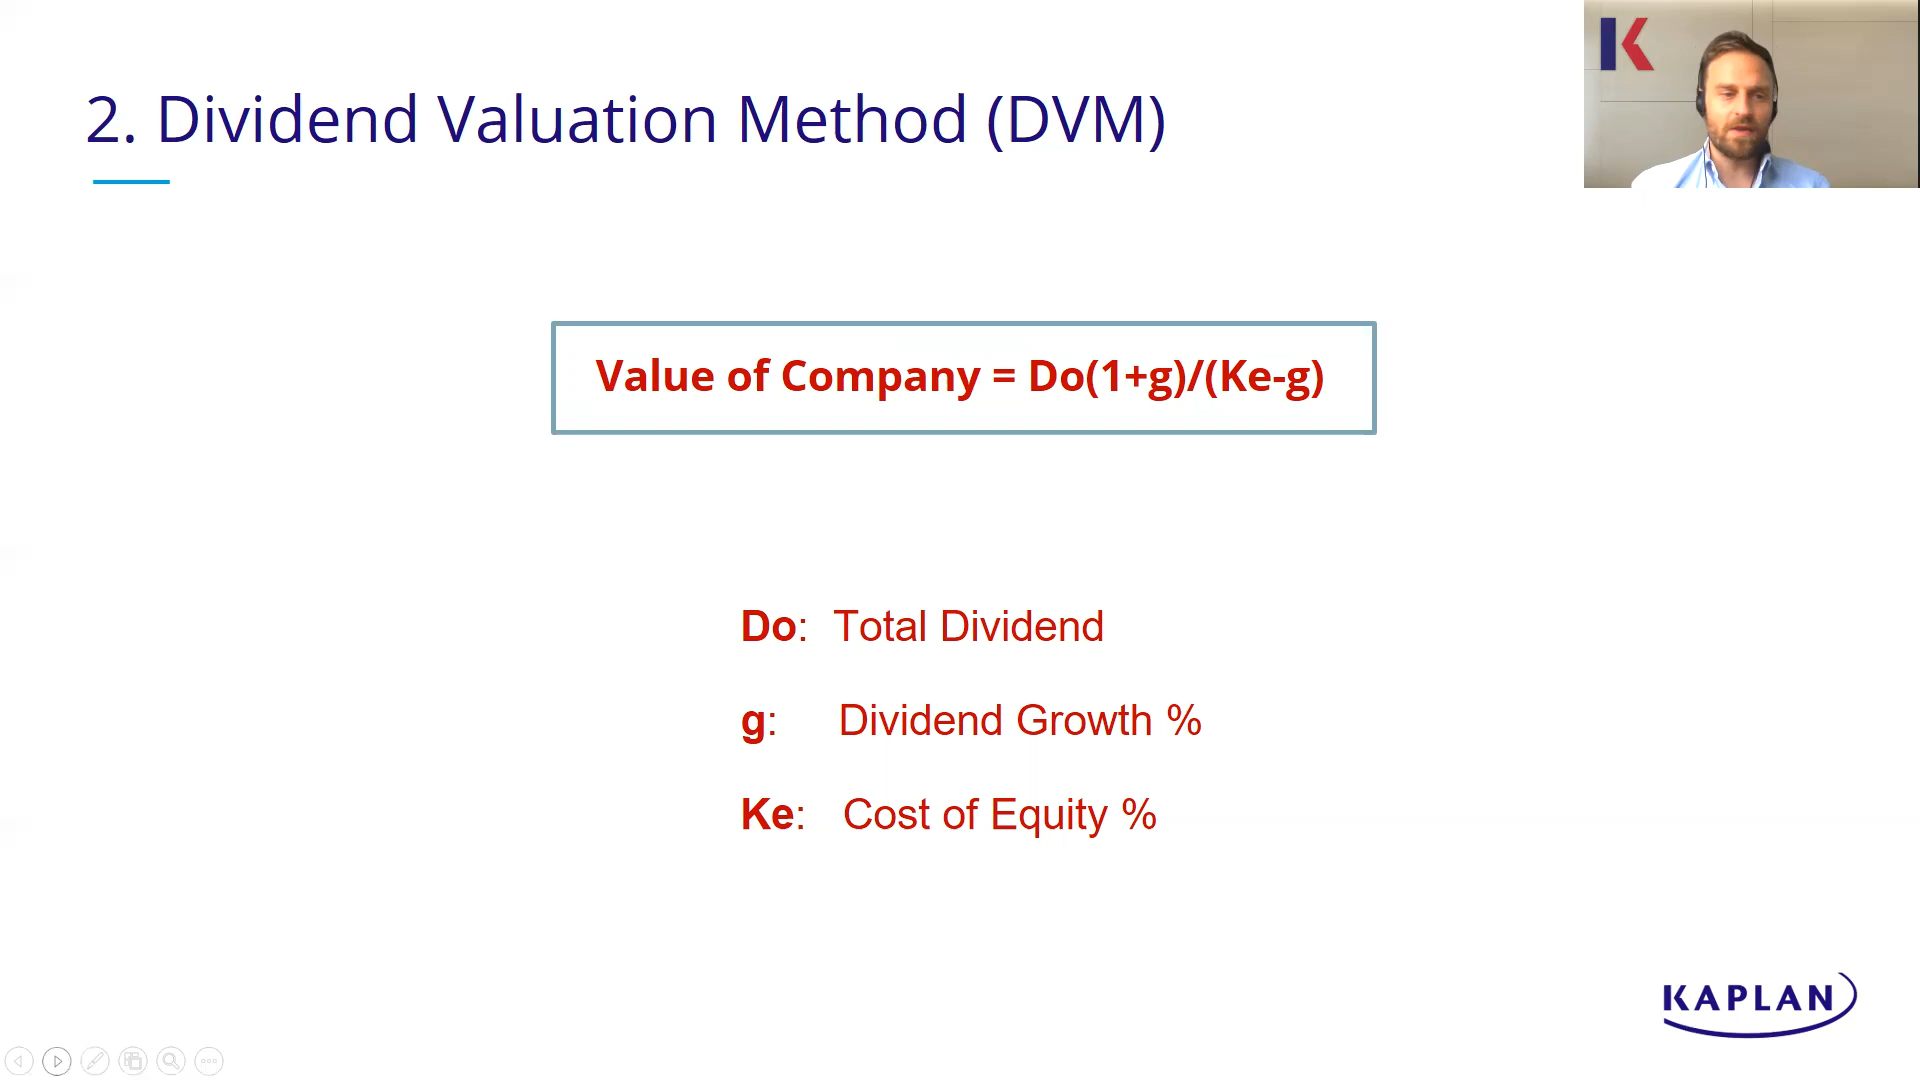 2. Dividend Valuation Method (DVM)
K
Value of Company = Do(1+g)/(Ke-g)
Do: Total Dividend
g: Dividend Growth %
Ke: Cost of Equity %
KAPLAN